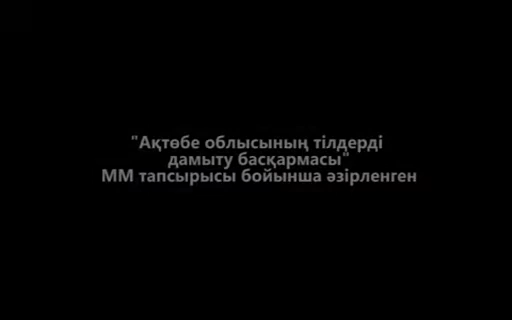 "Ақтөбе облысының тілдерді
дамыту басқармасы"
ММ тапсырысы бойынша әзірленген